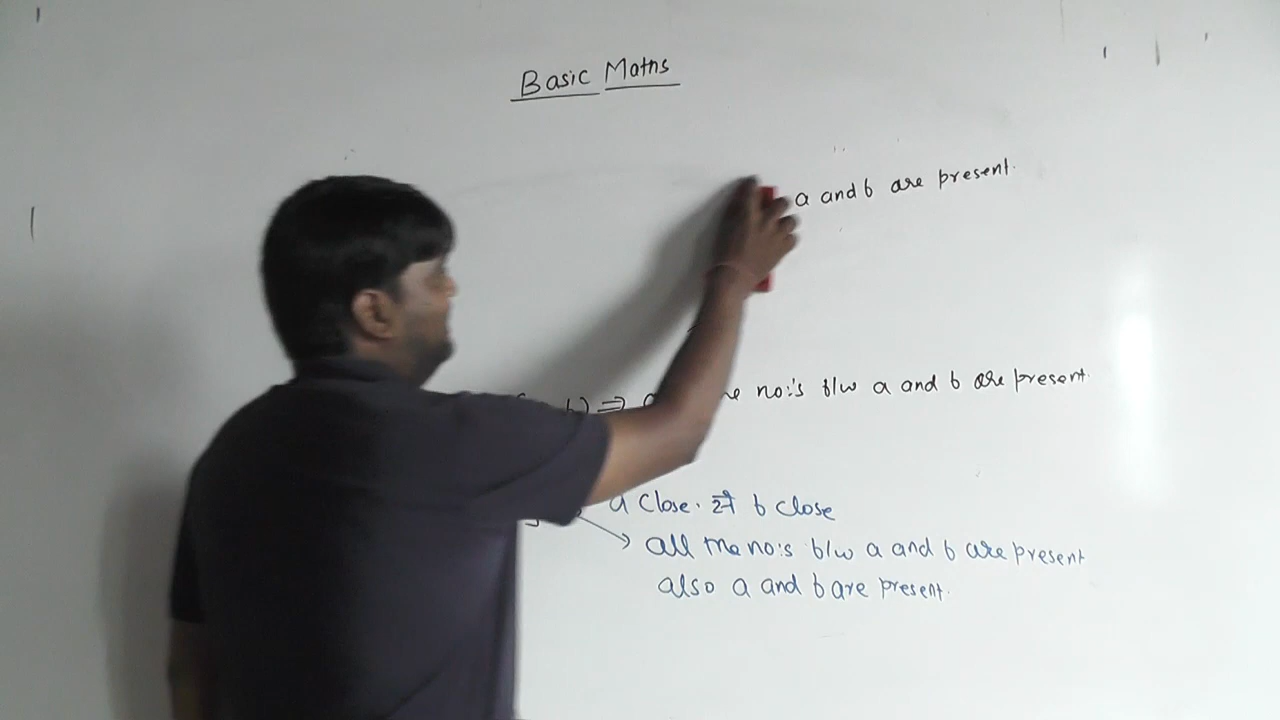 Basic Maths
a and b are present.
b) ⇒ no:'s b/w a and b are present.
a close. से b close
all the no:s b/w a and b are present
also a and b are present.